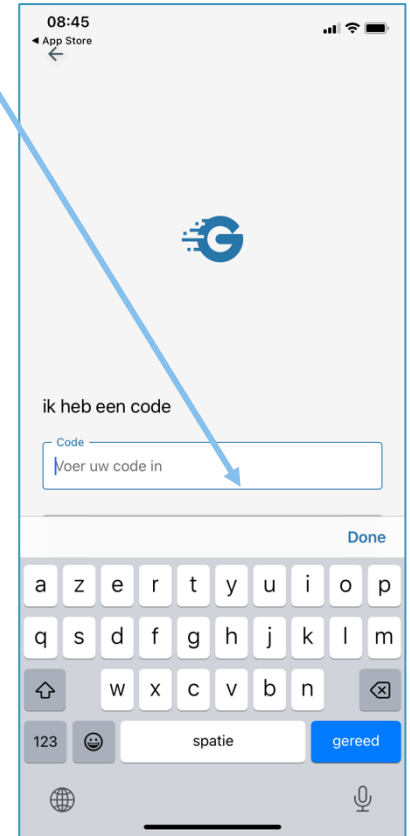 08:45
◀ App Store
ik heb een code
Code
Voer uw code in
Done
a z e r t y u i o p
q s d f g h j k l m
w x c v b n
123 spatie gereed